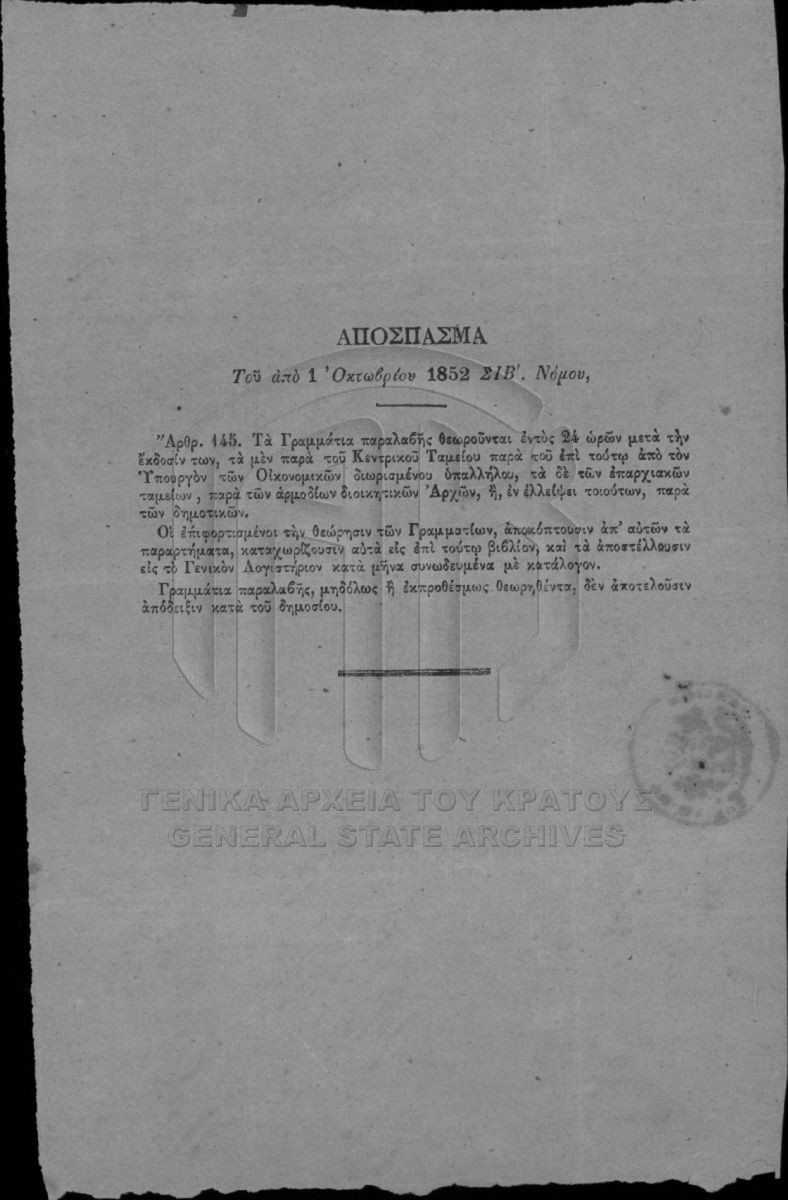 ΑΠΟΣΠΑΣΜΑ
Τοῦ ἀπὸ 1 Ὀκτωβρίου 1852 ΣΙΒʹ. Νόμου,
Ἄρθρ. 145. Τὰ Γραμμάτια παραλαβῆς θεωροῦνται ἐντὸς 24 ὡρῶν μετὰ τὴν
ἔκδοσίν των, τὰ μὲν παρὰ τοῦ Κεντρικοῦ Ταμείου παρὰ τοῦ ἐπὶ τούτῳ ἀπὸ τὸν
Ὑπουργὸν τῶν Οἰκονομικῶν διωρισμένου ὑπαλλήλου, τὰ δὲ τῶν ἐπαρχιακῶν
ταμείων, παρὰ τῶν ἁρμοδίων διοικητικῶν Ἀρχῶν, ἢ, ἐν ἐλλείψει τοιούτων, παρὰ
τῶν δημοτικῶν.
Οἱ ἐπιφορτισμένοι τὴν θεώρησιν τῶν Γραμματίων, ἀποκόπτουσιν ἀπ' αὐτῶν τὰ
παραρτήματα, καταχωρίζουσιν αὐτὰ εἰς ἐπὶ τούτῳ βιβλίον, καὶ τὰ ἀποστέλλουσιν
εἰς τὸ Γενικὸν Λογιστήριον κατὰ μῆνα συνωδευμένα μὲ κατάλογον.
Γραμμάτια παραλαβῆς, μηδόλως ἢ ἐκπροθέσμως θεωρηθέντα, δὲν ἀποτελοῦσιν
ἀπόδειξιν κατὰ τοῦ δημοσίου.
ΓΕΝΙΚΑ ΑΡΧΕΙΑ ΤΟΥ ΚΡΑΤΟΥΣ
GENERAL STATE ARCHIVES